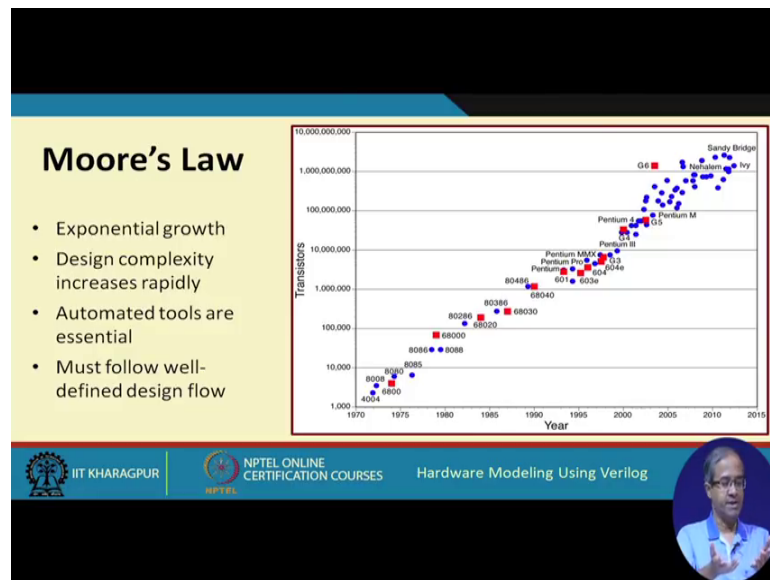 Moore's Law
• Exponential growth
• Design complexity
increases rapidly
• Automated tools are
essential
• Must follow well-
defined design flow
Transistors
10,000,000,000
1,000,000,000
100,000,000
10,000,000
1,000,000
100,000
10,000
1,000
Sandy Bridge
G6
Nehalem
Ivy
Pentium 4
Pentium M
G5
G4
Pentium III
Pentium MMX
G3
Pentium Pro
604e
Pentium
601
604
603e
80486
68040
80386
68030
80286
68020
68000
8086
8088
8085
8080
8008
6800
4004
1970 1975 1980 1985 1990 1995 2000 2005 2010 2015
Year
IIT KHARAGPUR
NPTEL
NPTEL ONLINE
CERTIFICATION COURSES
Hardware Modeling Using Verilog